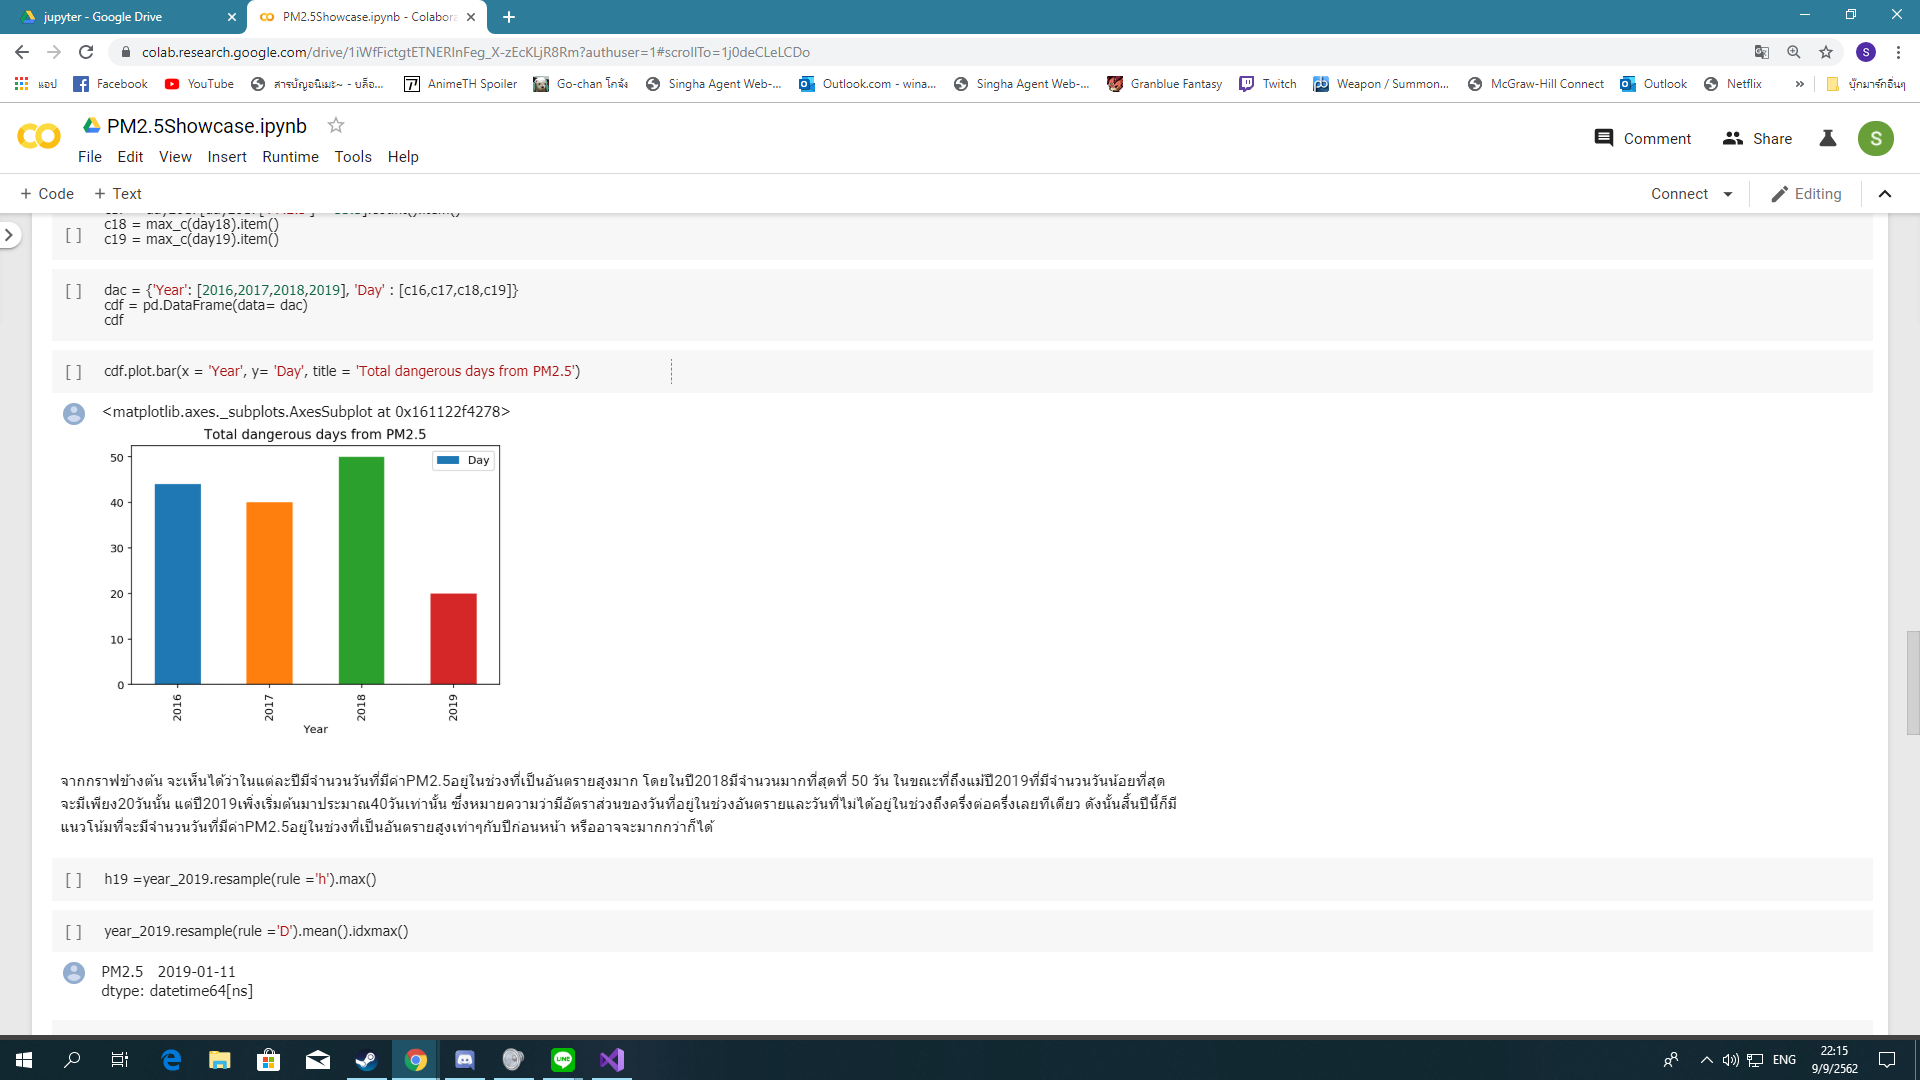 jupyter - Google Drive
PM2.5Showcase.ipynb - Colabora
colab.research.google.com/drive/1iWfFictgtETNERlnFeg_X-zEcKLjR8Rm?authuser=1#scrollTo=1j0deCLeLCDo
S
แอป Facebook YouTube สารบัญอนิเมะ~ - บล็อ... AnimeTH Spoiler Go-chan โกจัง Singha Agent Web-... Outlook.com - wina... Singha Agent Web-... Granblue Fantasy Twitch Weapon / Summon... McGraw-Hill Connect Outlook Netflix » บุ๊กมาร์กอื่นๆ
PM2.5Showcase.ipynb
File Edit View Insert Runtime Tools Help
Comment Share S
+ Code + Text
Connect Editing
c18 = max_c(day18).item()
[ ] c19 = max_c(day19).item()
[ ] dac = {'Year': [2016,2017,2018,2019], 'Day' : [c16,c17,c18,c19]}
cdf = pd.DataFrame(data= dac)
cdf
[ ] cdf.plot.bar(x = 'Year', y= 'Day', title = 'Total dangerous days from PM2.5')
<matplotlib.axes._subplots.AxesSubplot at 0x161122f4278>
Total dangerous days from PM2.5
Day
50
40
30
20
10
0
2016 2017 2018 2019
Year
จากกราฟข้างต้น จะเห็นได้ว่าในแต่ละปีมีจำนวนวันที่มีค่าPM2.5อยู่ในช่วงที่เป็นอันตรายสูงมาก โดยในปี2018มีจำนวนมากที่สุดที่ 50 วัน ในขณะที่ถึงแม้ปี2019ที่มีจำนวนวันน้อยที่สุด
จะมีเพียง20วันนั้น แต่ปี2019เพิ่งเริ่มต้นมาประมาณ40วันเท่านั้น ซึ่งหมายความว่ามีอัตราส่วนของวันที่อยู่ในช่วงอันตรายและวันที่ไม่ได้อยู่ในช่วงถึงครึ่งต่อครึ่งเลยทีเดียว ดังนั้นสิ้นปีนี้ก็มี
แนวโน้มที่จะมีจำนวนวันที่มีค่าPM2.5อยู่ในช่วงที่เป็นอันตรายสูงเท่าๆกับปีก่อนหน้า หรืออาจจะมากกว่าก็ได้
[ ] h19 =year_2019.resample(rule ='h').max()
[ ] year_2019.resample(rule ='D').mean().idxmax()
PM2.5 2019-01-11
dtype: datetime64[ns]
LINE
ENG
22:15
9/9/2562